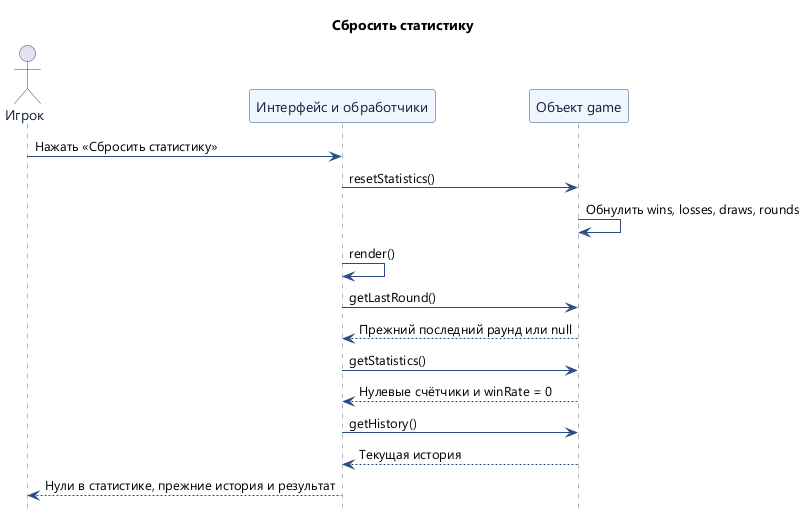 Сбросить статистику
Игрок
Интерфейс и обработчики
Объект game
Нажать «Сбросить статистику»
resetStatistics()
Обнулить wins, losses, draws, rounds
render()
getLastRound()
Прежний последний раунд или null
getStatistics()
Нулевые счётчики и winRate = 0
getHistory()
Текущая история
Нули в статистике, прежние история и результат